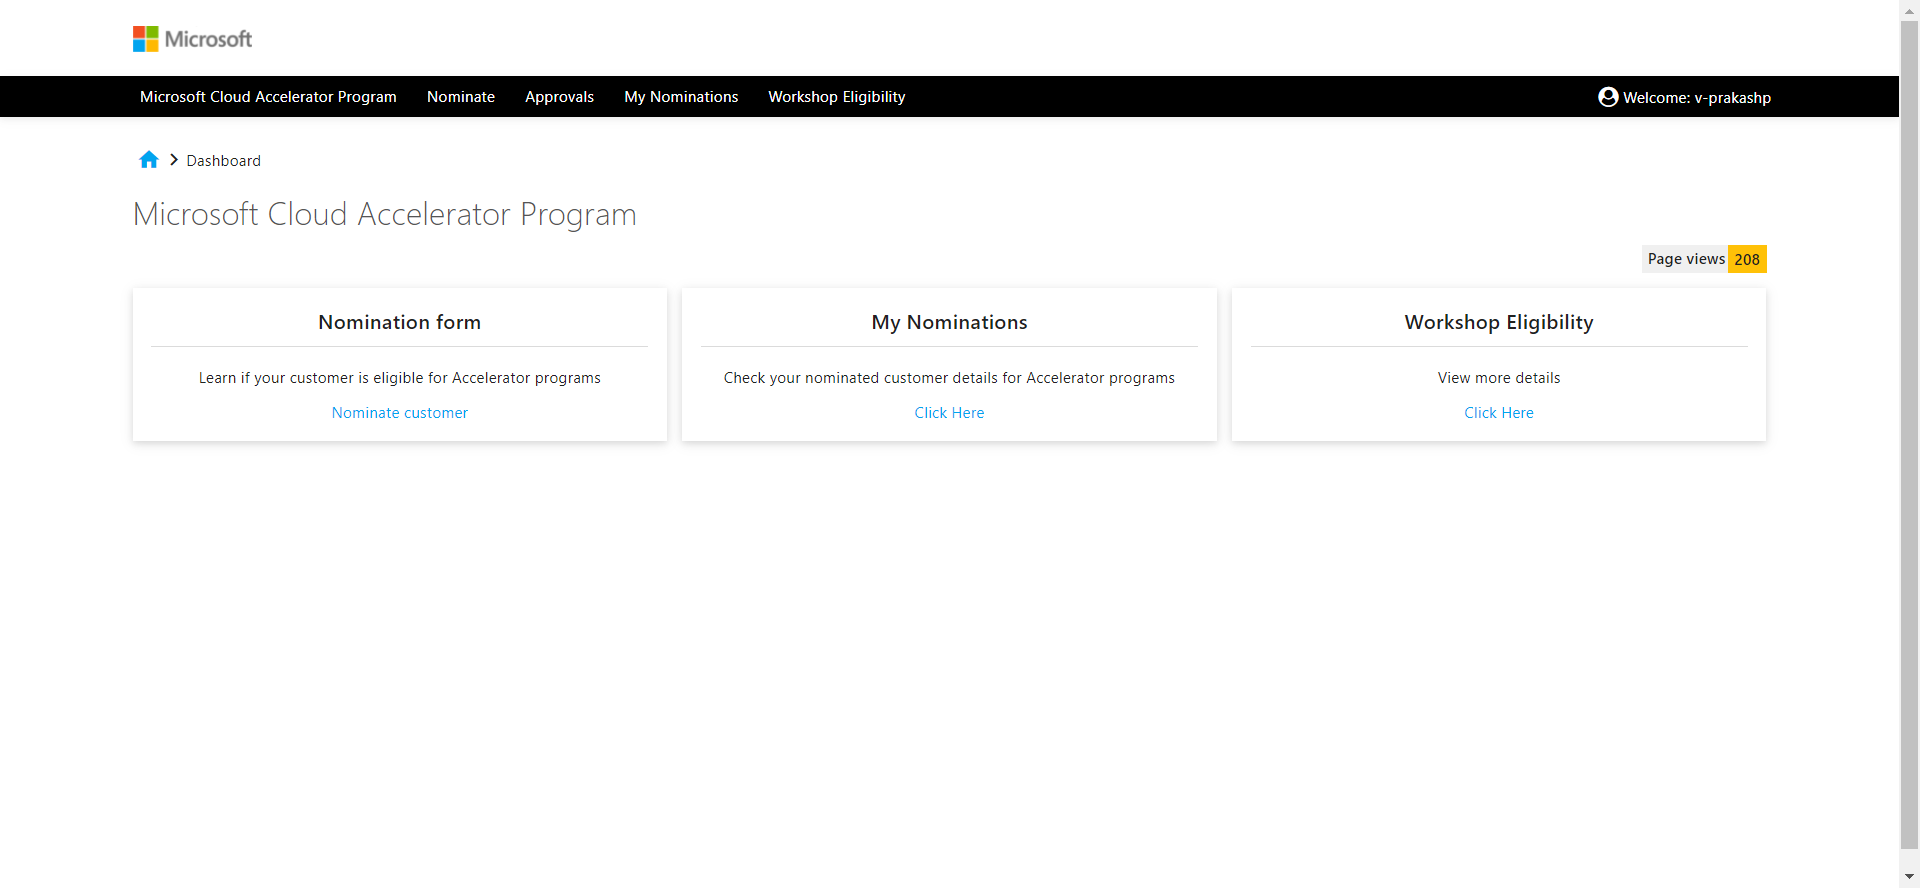 Microsoft
Microsoft Cloud Accelerator Program Nominate Approvals My Nominations Workshop Eligibility Welcome: v-prakashp
Dashboard
Microsoft Cloud Accelerator Program
Page views 208
Nomination form
Learn if your customer is eligible for Accelerator programs
Nominate customer
My Nominations
Check your nominated customer details for Accelerator programs
Click Here
Workshop Eligibility
View more details
Click Here